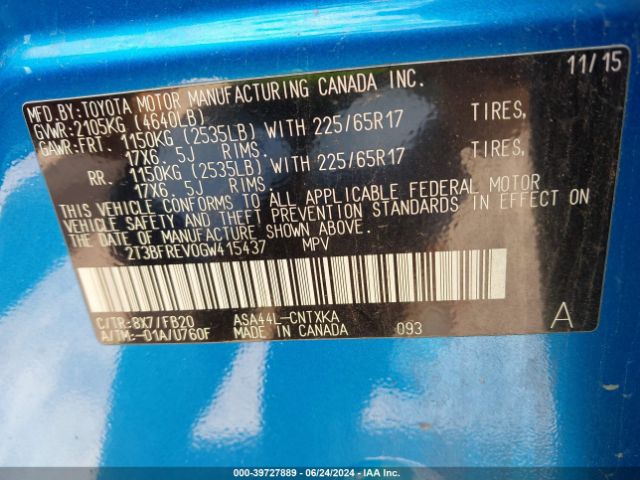 MFD.BY:TOYOTA MOTOR MANUFACTURING CANADA INC. 11/15
GVWR:2105KG (4640LB)
GAWR:FRT. 1150KG (2535LB) WITH 225/65R17 TIRES,
17X6. 5J RIMS.
RR. 1150KG (2535LB) WITH 225/65R17 TIRES,
17X6. 5J RIMS.
THIS VEHICLE CONFORMS TO ALL APPLICABLE FEDERAL MOTOR
VEHICLE SAFETY AND THEFT PREVENTION STANDARDS IN EFFECT ON
THE DATE OF MANUFACTURE SHOWN ABOVE.
2T3BFREV0GW415437 MPV
C/TR:8X7/FB20 ASA44L-CNTXKA
A/TM:-01A/U760F MADE IN CANADA 093 A
000-39727889 - 06/24/2024 - IAA Inc.